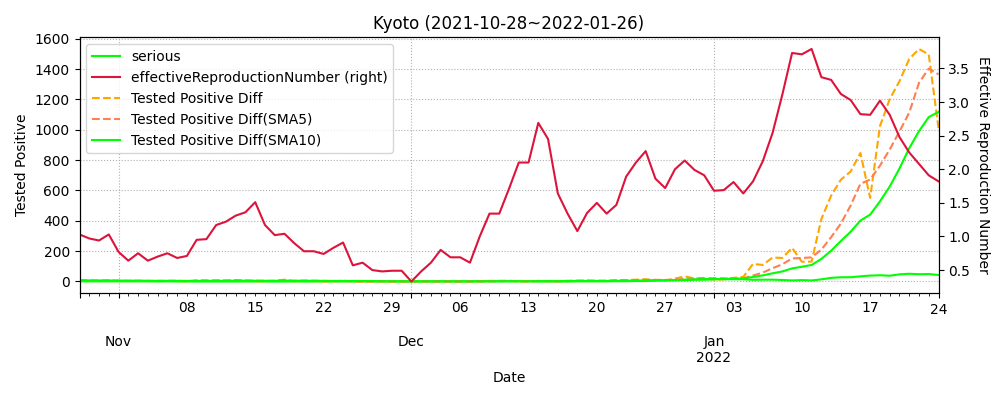 Kyoto (2021-10-28~2022-01-26)
serious
effectiveReproductionNumber (right)
Tested Positive Diff
Tested Positive Diff(SMA5)
Tested Positive Diff(SMA10)
Tested Positive
1600
1400
1200
1000
800
600
400
200
0
Effective Reproduction Number
3.5
3.0
2.5
2.0
1.5
1.0
0.5
08 15 22 29 06 13 20 27 03 10 17 24
Nov Dec Jan
2022
Date